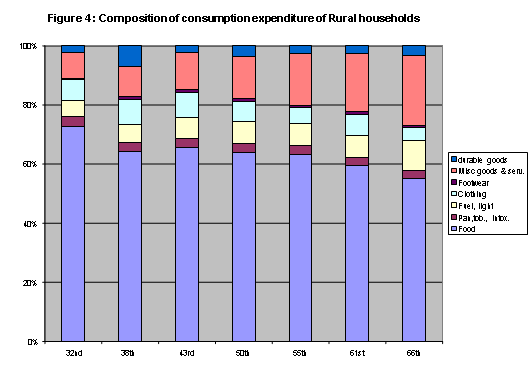 Figure 4 : Composition of consumption expenditure of Rural households
100%
80%
60%
40%
20%
0%
32nd 38th 43rd 50th 55th 61st 66th
durable goods
Misc goods & serv.
Footwear
Clothing
Fuel, light
Pan,tob., Intox.
Food